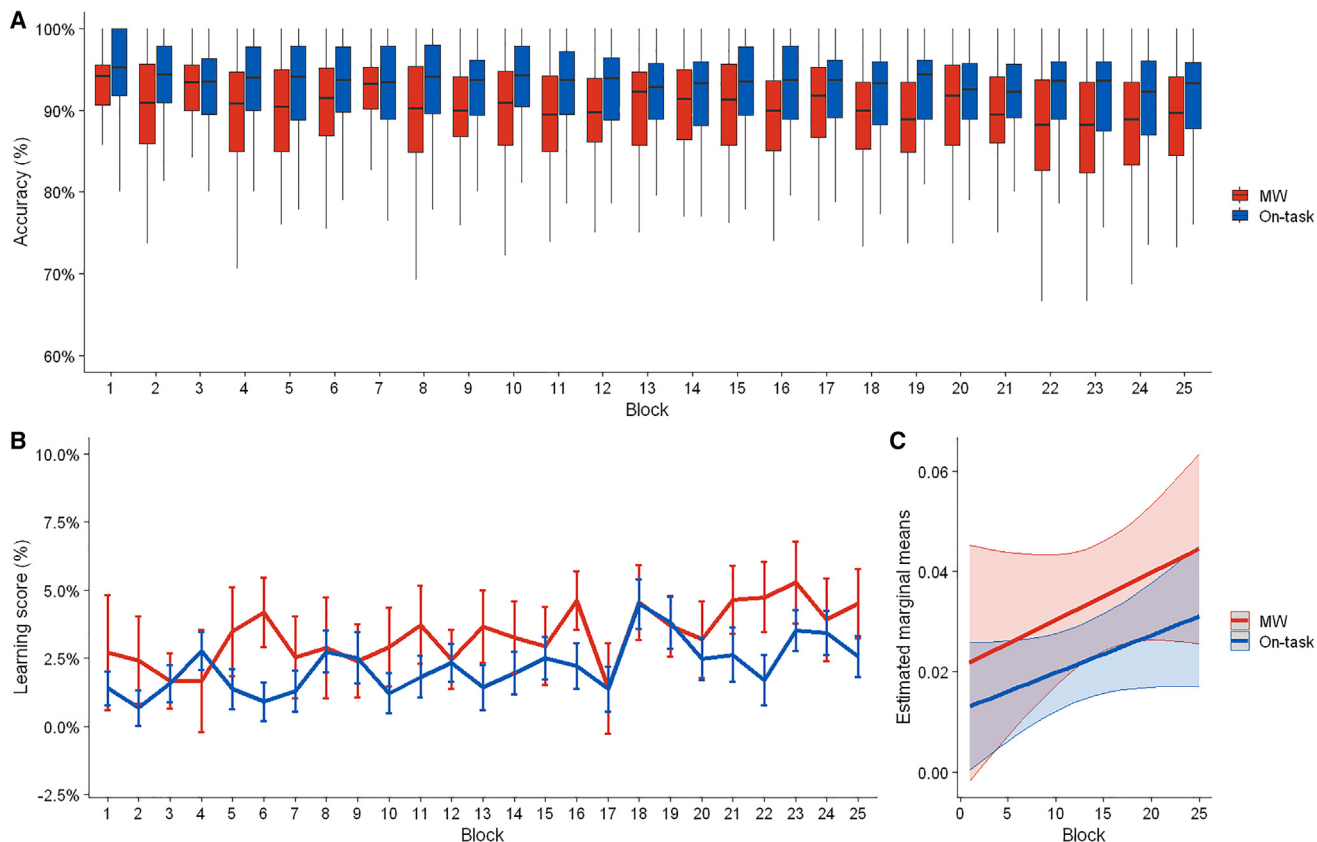 A
100%
90%
80%
70%
60%
Accuracy (%)
1 2 3 4 5 6 7 8 9 10 11 12 13 14 15 16 17 18 19 20 21 22 23 24 25
Block
MW
On-task
B
10.0%
7.5%
5.0%
2.5%
0.0%
-2.5%
Learning score (%)
1 2 3 4 5 6 7 8 9 10 11 12 13 14 15 16 17 18 19 20 21 22 23 24 25
Block
C
0.06
0.04
0.02
0.00
Estimated marginal means
0 5 10 15 20 25
Block
MW
On-task